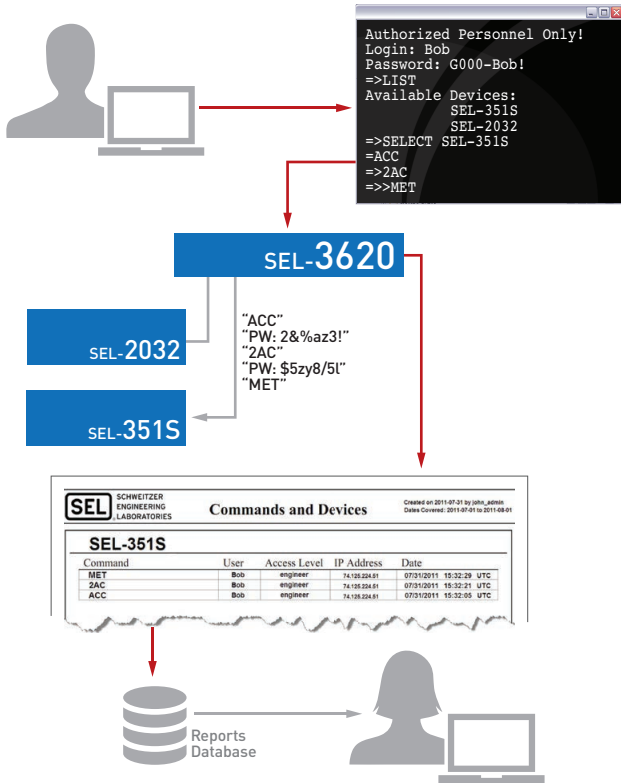 Authorized Personnel Only!
Login: Bob
Password: G000-Bob!
=>LIST
Available Devices:
SEL-351S
SEL-2032
=>SELECT SEL-351S
=ACC
=>2AC
=>>MET
SEL-3620
SEL-2032
SEL-351S
“ACC”
“PW: 2&%az3!”
“2AC”
“PW: $5zy8/5l”
“MET”
SEL SCHWEITZER ENGINEERING LABORATORIES
Commands and Devices
Created on 2011-07-31 by john_admin
Dates Covered: 2011-07-01 to 2011-08-01
SEL-351S
Command User Access Level IP Address Date
MET Bob engineer 74.125.224.51 07/31/2011 15:32:29 UTC
2AC Bob engineer 74.125.224.51 07/31/2011 15:32:21 UTC
ACC Bob engineer 74.125.224.51 07/31/2011 15:32:05 UTC
Reports
Database